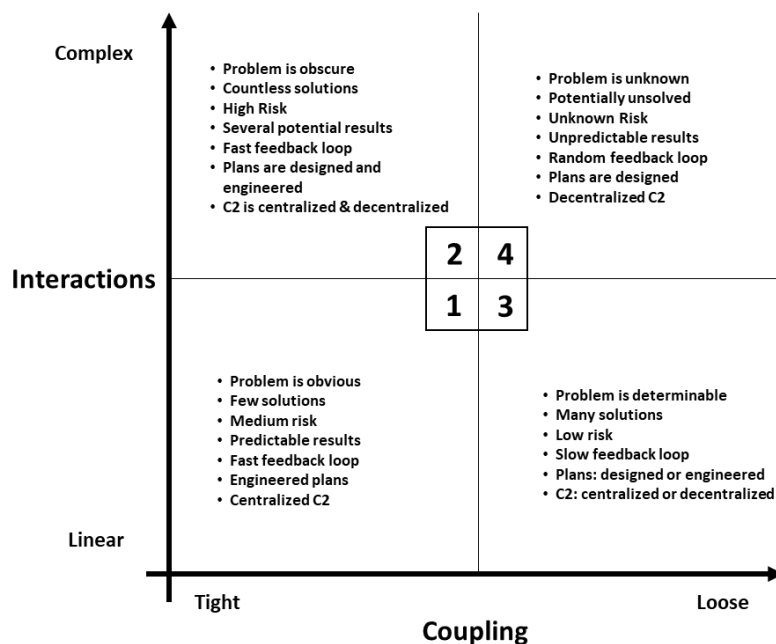 Complex
• Problem is obscure
• Countless solutions
• High Risk
• Several potential results
• Fast feedback loop
• Plans are designed and
engineered
• C2 is centralized & decentralized
• Problem is unknown
• Potentially unsolved
• Unknown Risk
• Unpredictable results
• Random feedback loop
• Plans are designed
• Decentralized C2
Interactions
2 4
1 3
• Problem is obvious
• Few solutions
• Medium risk
• Predictable results
• Fast feedback loop
• Engineered plans
• Centralized C2
• Problem is determinable
• Many solutions
• Low risk
• Slow feedback loop
• Plans: designed or engineered
• C2: centralized or decentralized
Linear
Tight
Loose
Coupling